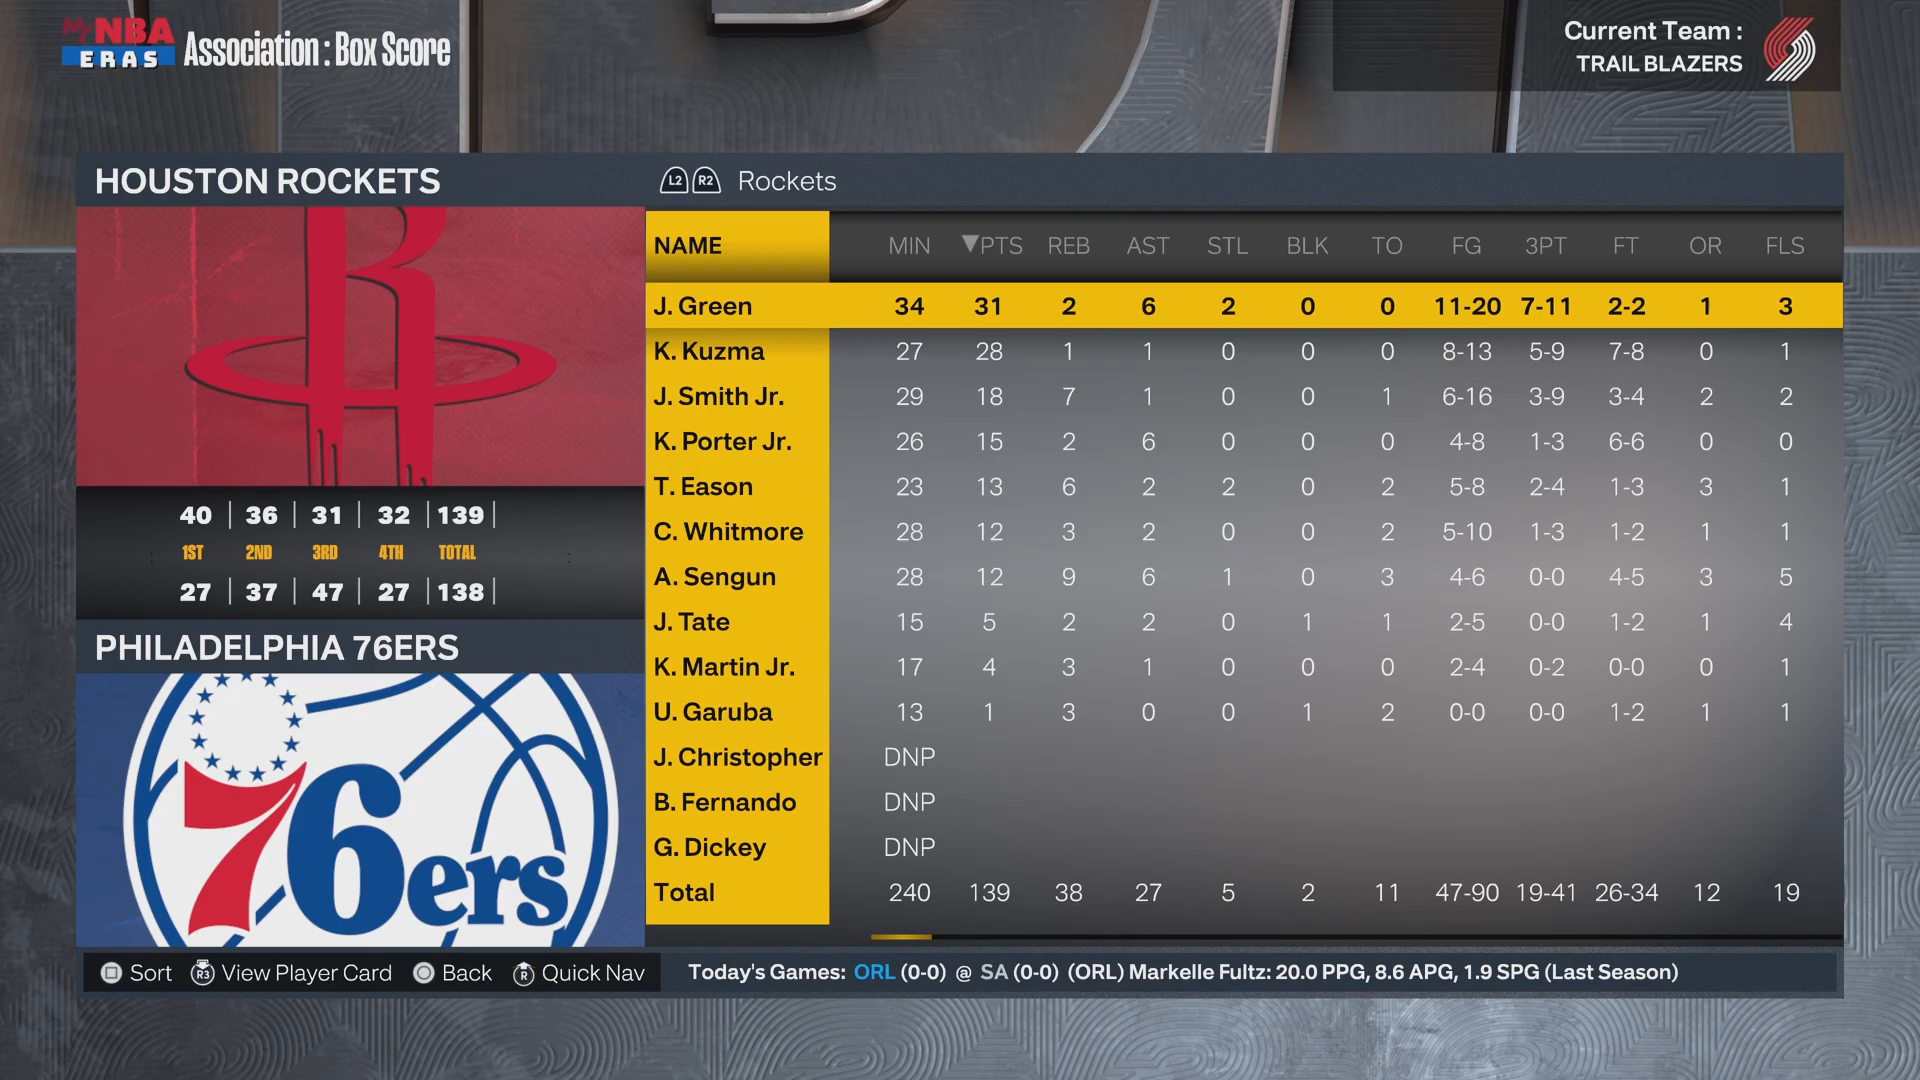 MyNBA ERAS
Association : Box Score
Current Team :
TRAIL BLAZERS
HOUSTON ROCKETS
40 | 36 | 31 | 32 | 139 |
1ST 2ND 3RD 4TH TOTAL
27 | 37 | 47 | 27 | 138 |
PHILADELPHIA 76ERS
76ers
L2 R2 Rockets
NAME MIN ▼PTS REB AST STL BLK TO FG 3PT FT OR FLS
J. Green 34 31 2 6 2 0 0 11-20 7-11 2-2 1 3
K. Kuzma 27 28 1 1 0 0 0 8-13 5-9 7-8 0 1
J. Smith Jr. 29 18 7 1 0 0 1 6-16 3-9 3-4 2 2
K. Porter Jr. 26 15 2 6 0 0 0 4-8 1-3 6-6 0 0
T. Eason 23 13 6 2 2 0 2 5-8 2-4 1-3 3 1
C. Whitmore 28 12 3 2 0 0 2 5-10 1-3 1-2 1 1
A. Sengun 28 12 9 6 1 0 3 4-6 0-0 4-5 3 5
J. Tate 15 5 2 2 0 1 1 2-5 0-0 1-2 1 4
K. Martin Jr. 17 4 3 1 0 0 0 2-4 0-2 0-0 0 1
U. Garuba 13 1 3 0 0 1 2 0-0 0-0 1-2 1 1
J. Christopher DNP
B. Fernando DNP
G. Dickey DNP
Total 240 139 38 27 5 2 11 47-90 19-41 26-34 12 19
Sort R3 View Player Card Back R Quick Nav
Today's Games: ORL (0-0) @ SA (0-0) (ORL) Markelle Fultz: 20.0 PPG, 8.6 APG, 1.9 SPG (Last Season)